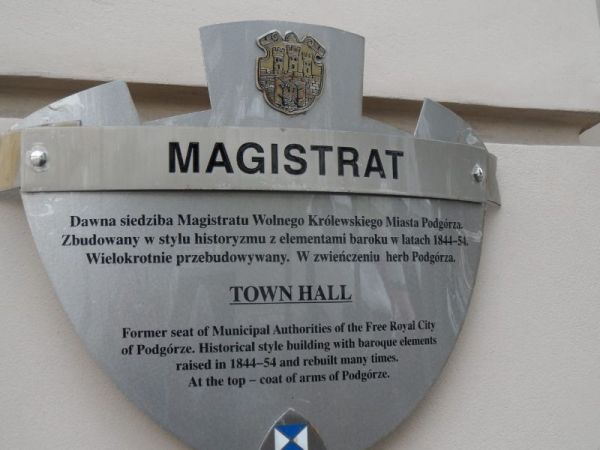 MAGISTRAT
Dawna siedziba Magistratu Wolnego Królewskiego Miasta Podgórza.
Zbudowany w stylu historyzmu z elementami baroku w latach 1844–54.
Wielokrotnie przebudowywany. W zwieńczeniu herb Podgórza.
TOWN HALL
Former seat of Municipal Authorities of the Free Royal City
of Podgórze. Historical style building with baroque elements
raised in 1844–54 and rebuilt many times.
At the top – coat of arms of Podgórze.